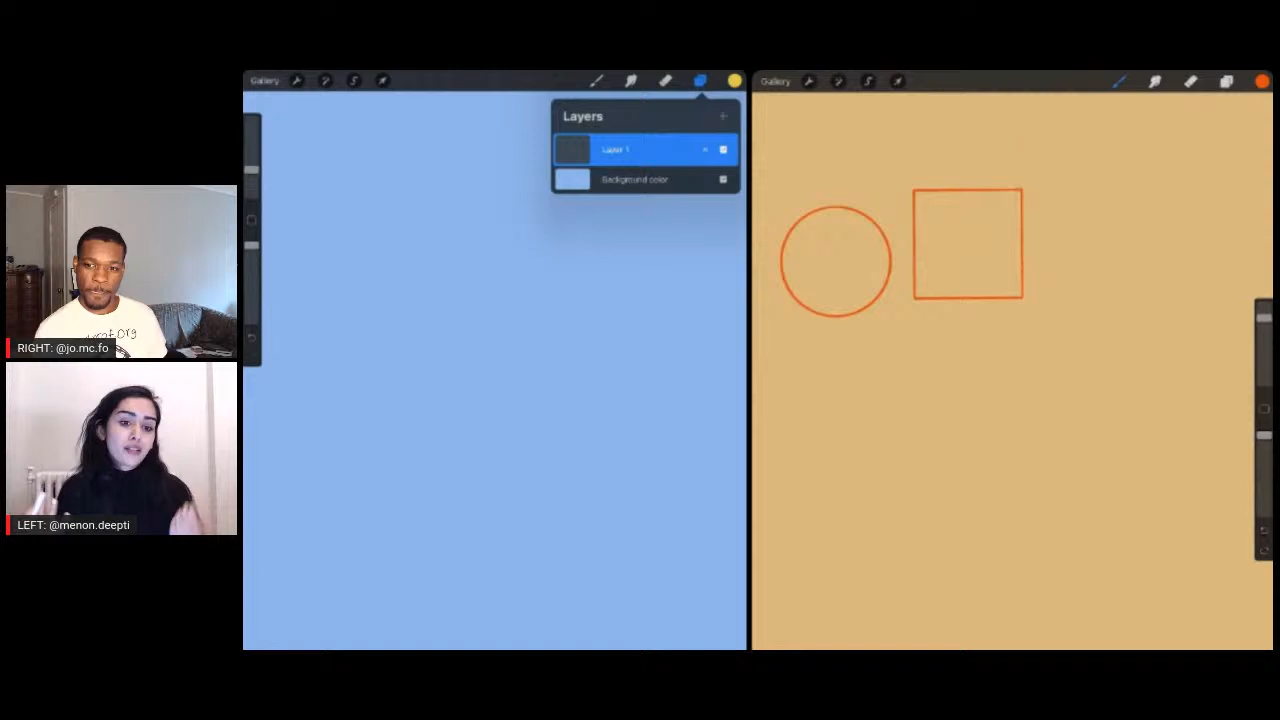 Gallery
Layers
Layer 1
Background color
Gallery
RIGHT: @jo.mc.fo
LEFT: @menon.deepti